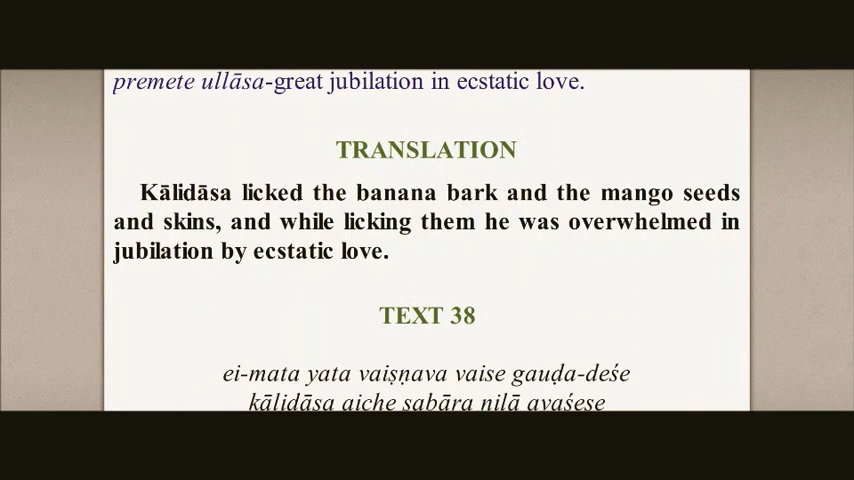 premete ullāsa-great jubilation in ecstatic love.
TRANSLATION
Kālidāsa licked the banana bark and the mango seeds
and skins, and while licking them he was overwhelmed in
jubilation by ecstatic love.
TEXT 38
ei-mata yata vaiṣṇava vaise gauḍa-deśe
kālidāsa aiche sabāra nilā avaśeṣe